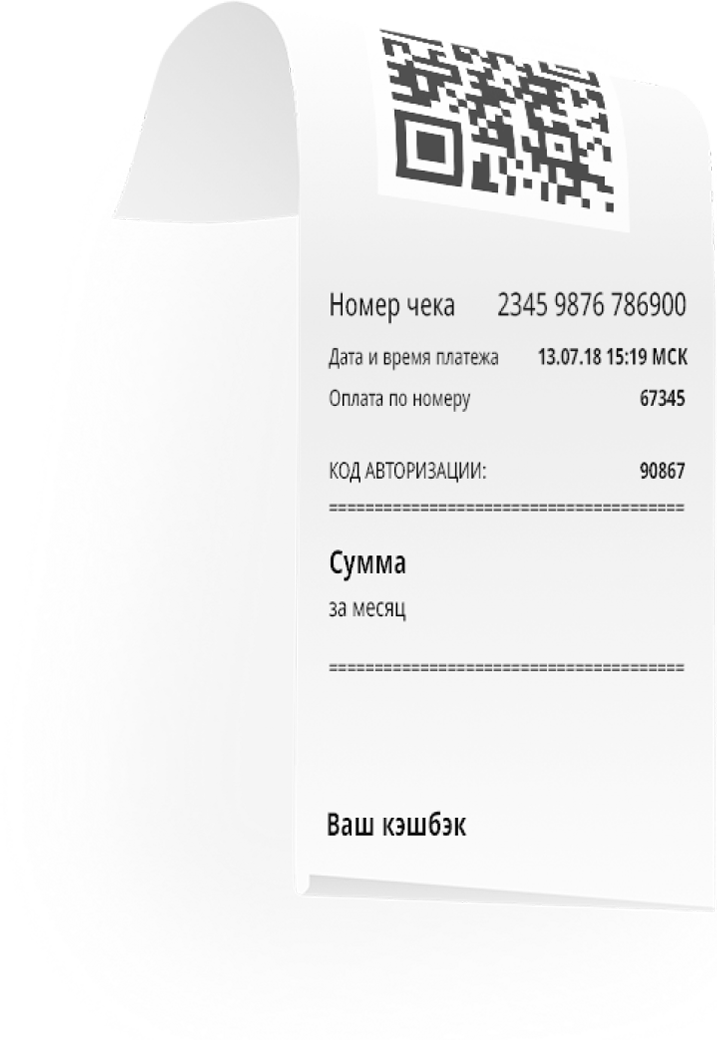 Номер чека 2345 9876 786900
Дата и время платежа 13.07.18 15:19 МСК
Оплата по номеру 67345
КОД АВТОРИЗАЦИИ: 90867
=======================================
Сумма
за месяц
=======================================
Ваш кэшбэк